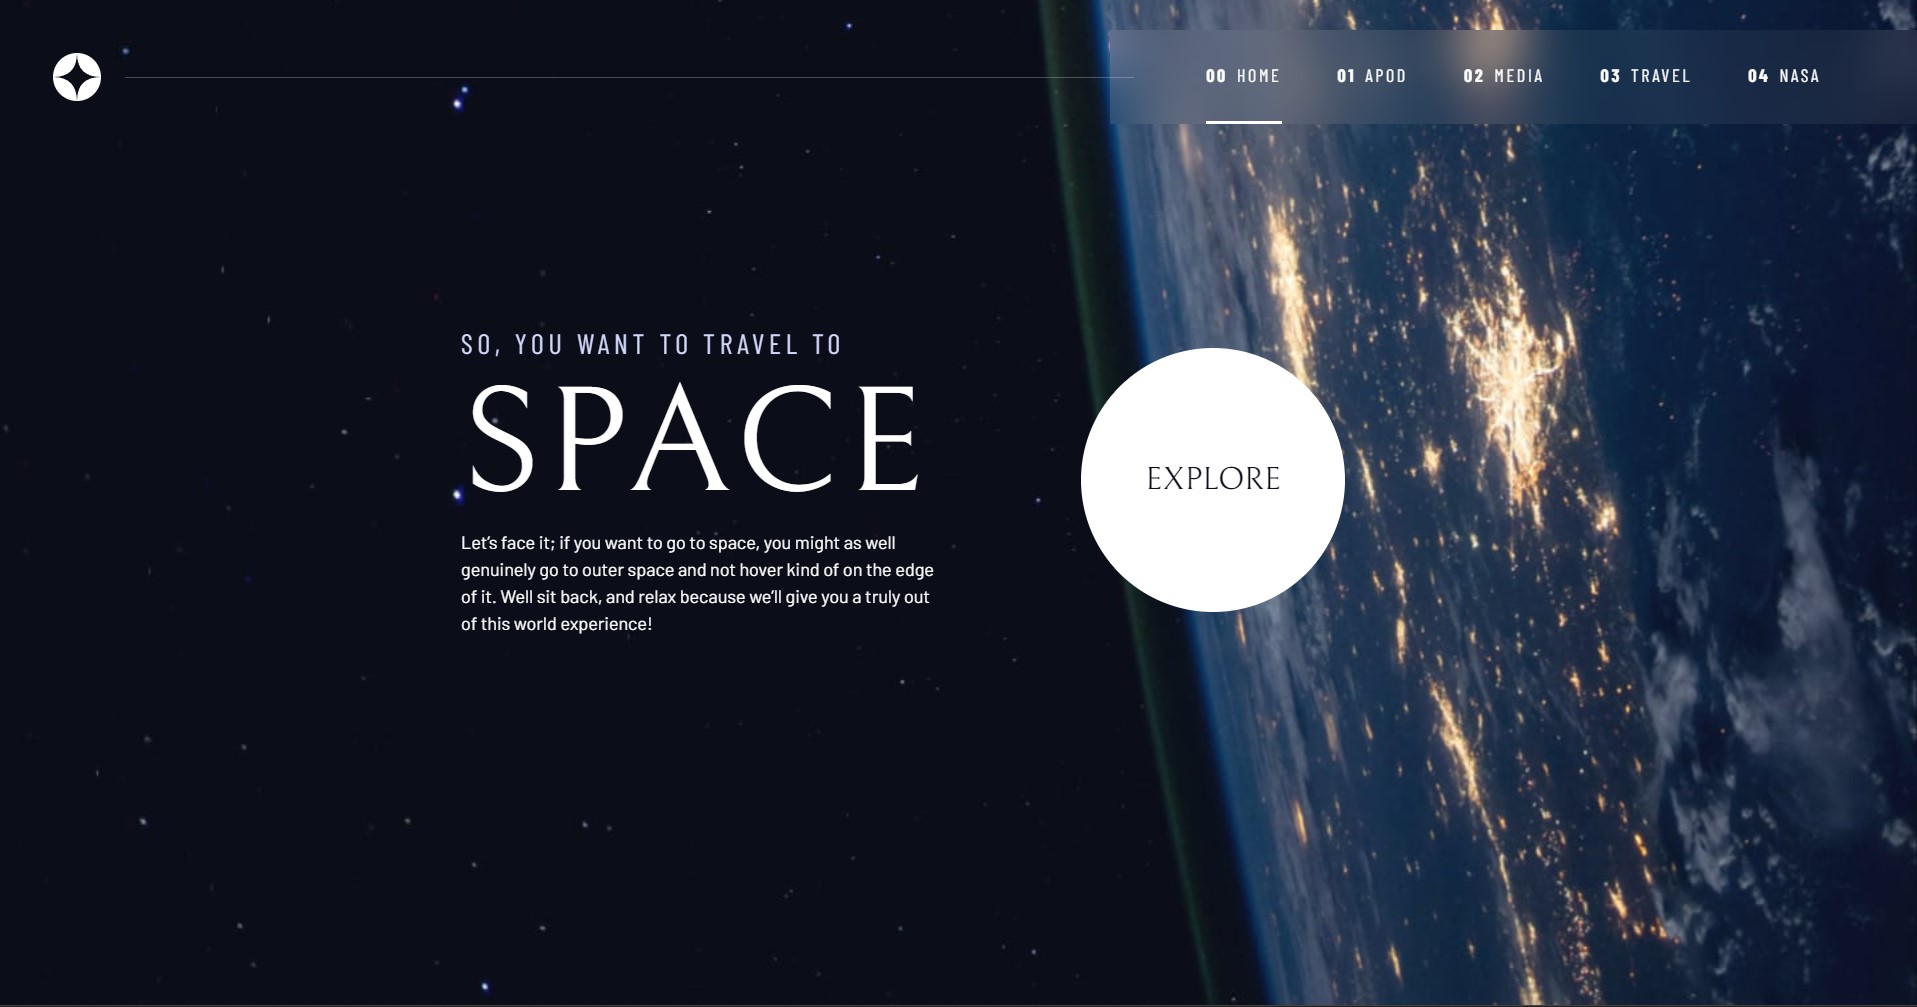 00 HOME 01 APOD 02 MEDIA 03 TRAVEL 04 NASA
SO, YOU WANT TO TRAVEL TO
SPACE
Let’s face it; if you want to go to space, you might as well
genuinely go to outer space and not hover kind of on the edge
of it. Well sit back, and relax because we’ll give you a truly out
of this world experience!
EXPLORE